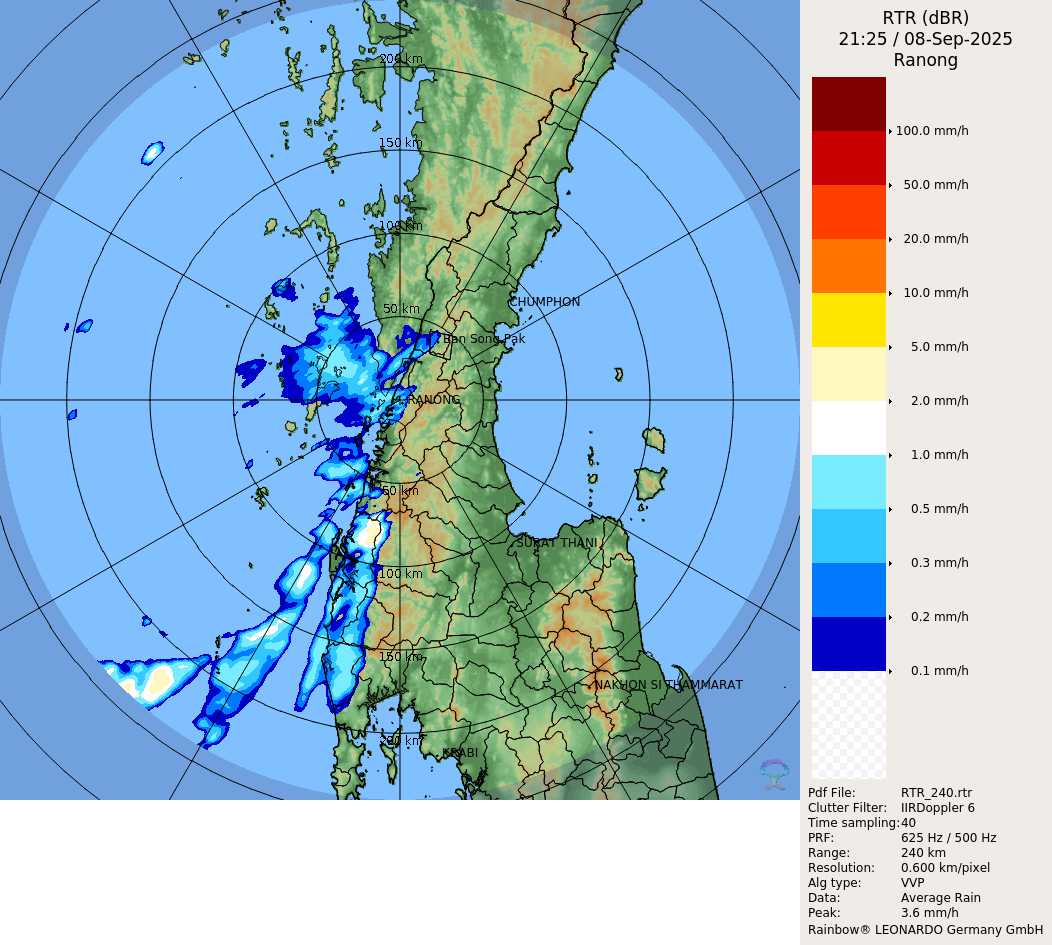 RTR (dBR)
21:25 / 08-Sep-2025
Ranong
100.0 mm/h
50.0 mm/h
20.0 mm/h
10.0 mm/h
5.0 mm/h
2.0 mm/h
1.0 mm/h
0.5 mm/h
0.3 mm/h
0.2 mm/h
0.1 mm/h
200 km
150 km
100 km
50 km
CHUMPHON
Ban Song Pak
RANONG
50 km
SURAT THANI
100 km
150 km
NAKHON SI THAMMARAT
200 km
KRABI
Pdf File: RTR_240.rtr
Clutter Filter: IIRDoppler 6
Time sampling:40
PRF: 625 Hz / 500 Hz
Range: 240 km
Resolution: 0.600 km/pixel
Alg type: VVP
Data: Average Rain
Peak: 3.6 mm/h
Rainbow® LEONARDO Germany GmbH